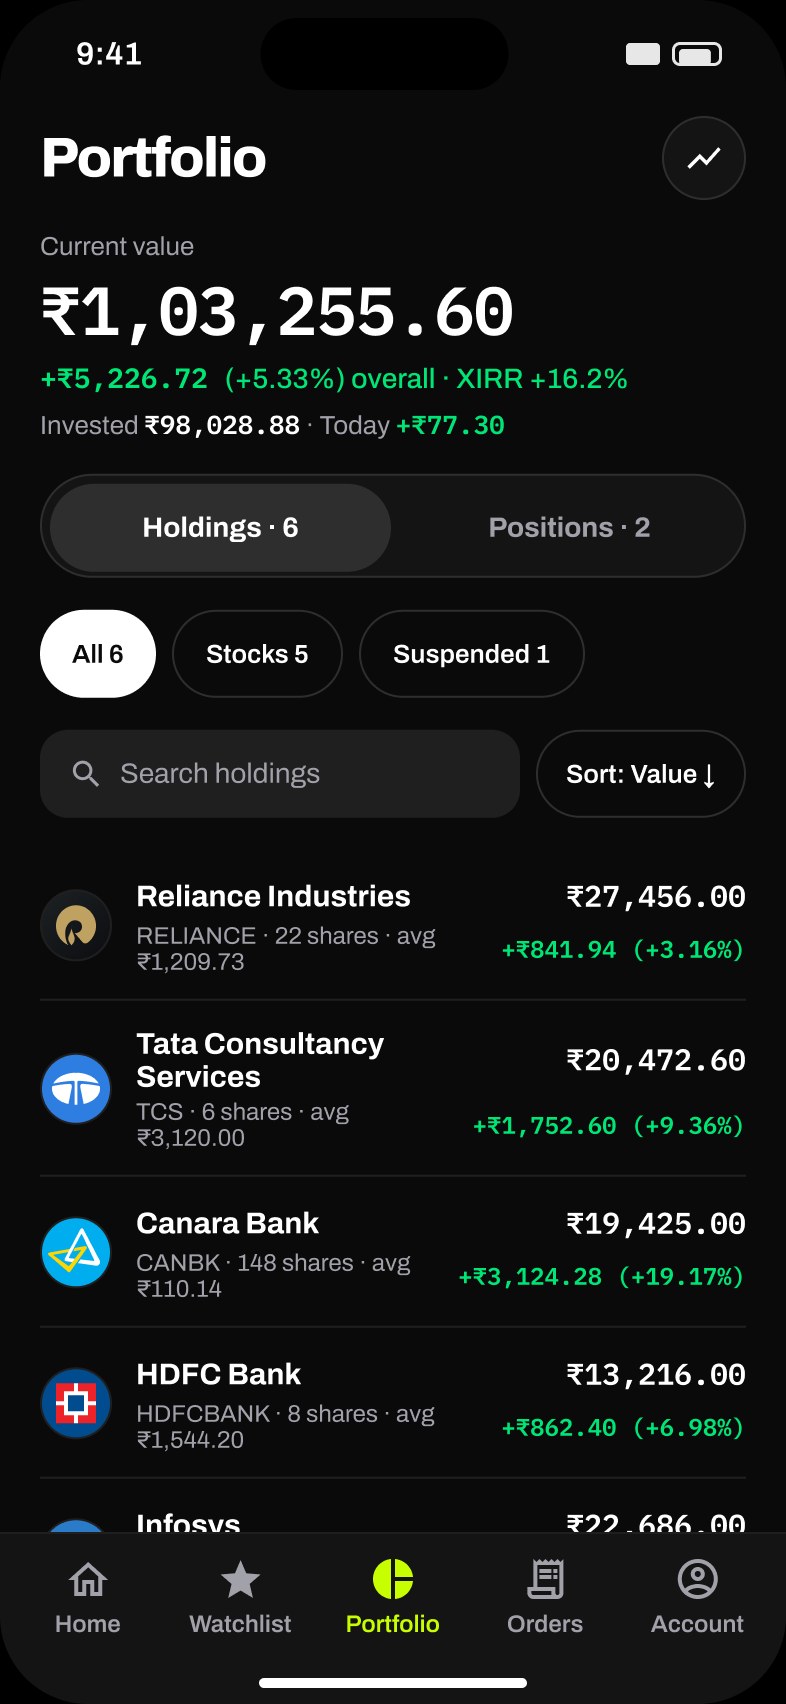 9:41
Portfolio
Current value
₹1,03,255.60
+₹5,226.72 (+5.33%) overall · XIRR +16.2%
Invested ₹98,028.88 · Today +₹77.30
Holdings · 6 Positions · 2
All 6 Stocks 5 Suspended 1
Search holdings Sort: Value ↓
Reliance Industries ₹27,456.00
RELIANCE · 22 shares · avg +₹841.94 (+3.16%)
₹1,209.73
Tata Consultancy
Services ₹20,472.60
TCS · 6 shares · avg +₹1,752.60 (+9.36%)
₹3,120.00
Canara Bank ₹19,425.00
CANBK · 148 shares · avg +₹3,124.28 (+19.17%)
₹110.14
HDFC Bank ₹13,216.00
HDFCBANK · 8 shares · avg +₹862.40 (+6.98%)
₹1,544.20
Infosys ₹22,686.00
Home Watchlist Portfolio Orders Account